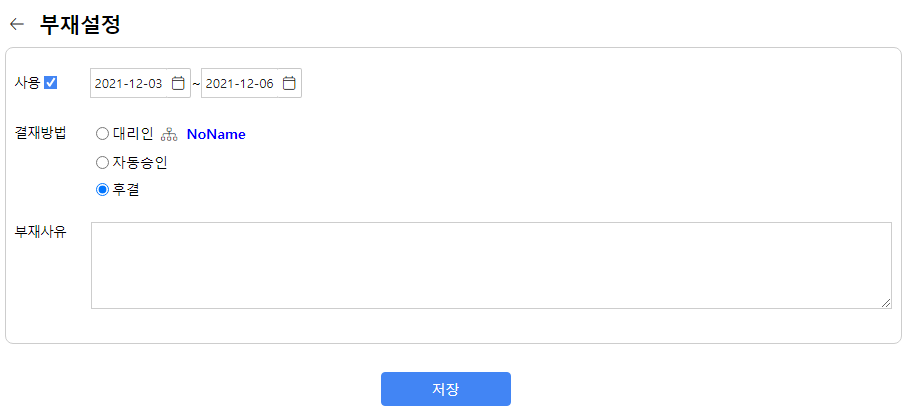 부재설정
사용 2021-12-03 ~ 2021-12-06
결재방법 대리인 NoName
자동승인
후결
부재사유
저장